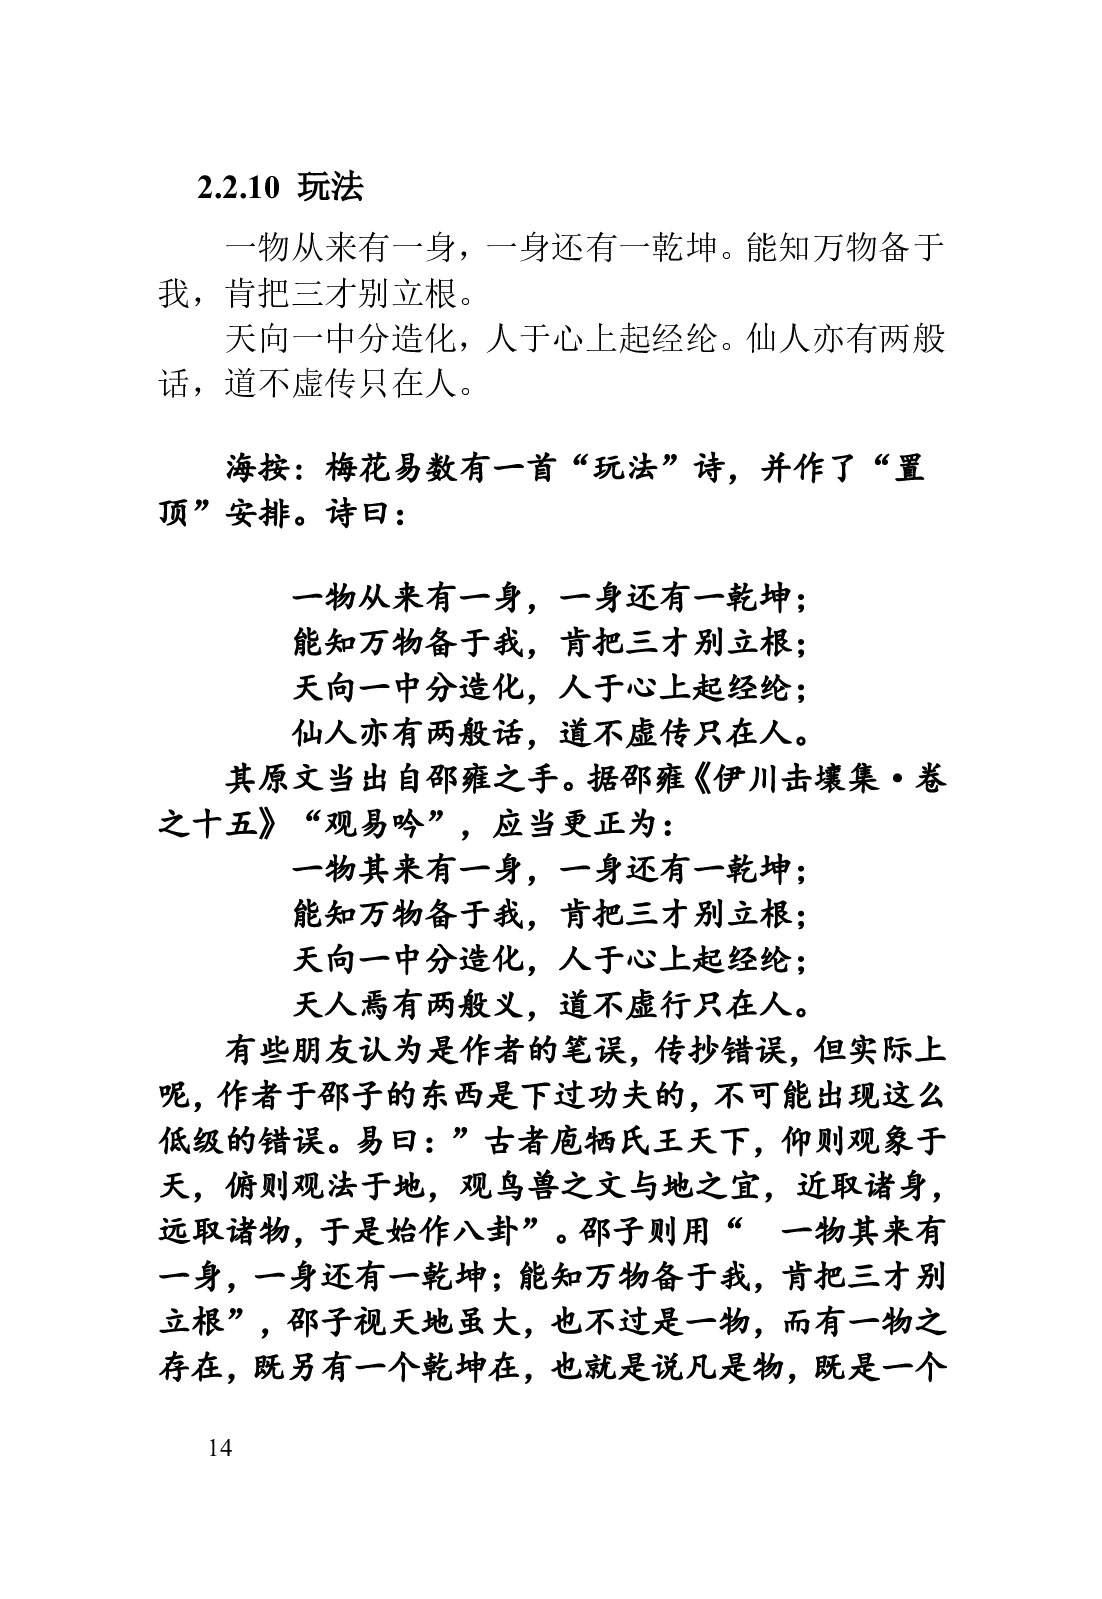 2.2.10 玩法
一物从来有一身，一身还有一乾坤。能知万物备于
我，肯把三才别立根。
天向一中分造化，人于心上起经纶。仙人亦有两般
话，道不虚传只在人。
海按：梅花易数有一首“玩法”诗，并作了“置
顶”安排。诗曰：
一物从来有一身，一身还有一乾坤；
能知万物备于我，肯把三才别立根；
天向一中分造化，人于心上起经纶；
仙人亦有两般话，道不虚传只在人。
其原文当出自邵雍之手。据邵雍《伊川击壤集·卷
之十五》“观易吟”，应当更正为：
一物其来有一身，一身还有一乾坤；
能知万物备于我，肯把三才别立根；
天向一中分造化，人于心上起经纶；
天人焉有两般义，道不虚行只在人。
有些朋友认为是作者的笔误，传抄错误，但实际上
呢，作者于邵子的东西是下过功夫的，不可能出现这么
低级的错误。易曰：”古者庖牺氏王天下，仰则观象于
天，俯则观法于地，观鸟兽之文与地之宜，近取诸身，
远取诸物，于是始作八卦”。邵子则用“　一物其来有
一身，一身还有一乾坤；能知万物备于我，肯把三才别
立根”，邵子视天地虽大，也不过是一物，而有一物之
存在，既另有一个乾坤在，也就是说凡是物，既是一个
14